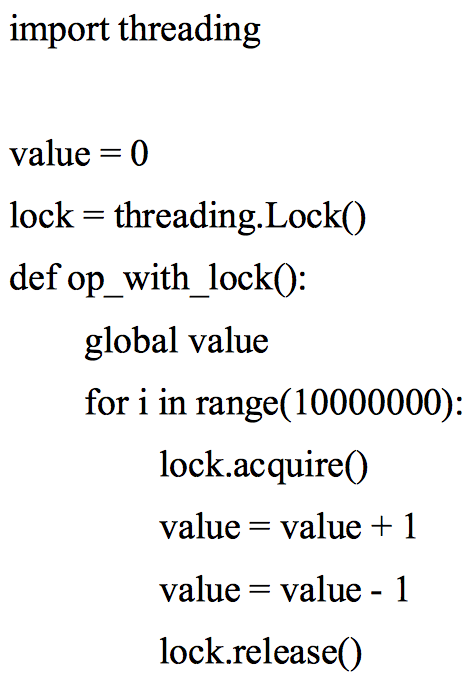 import threading
value = 0
lock = threading.Lock()
def op_with_lock():
    global value
    for i in range(10000000):
        lock.acquire()
        value = value + 1
        value = value - 1
        lock.release()